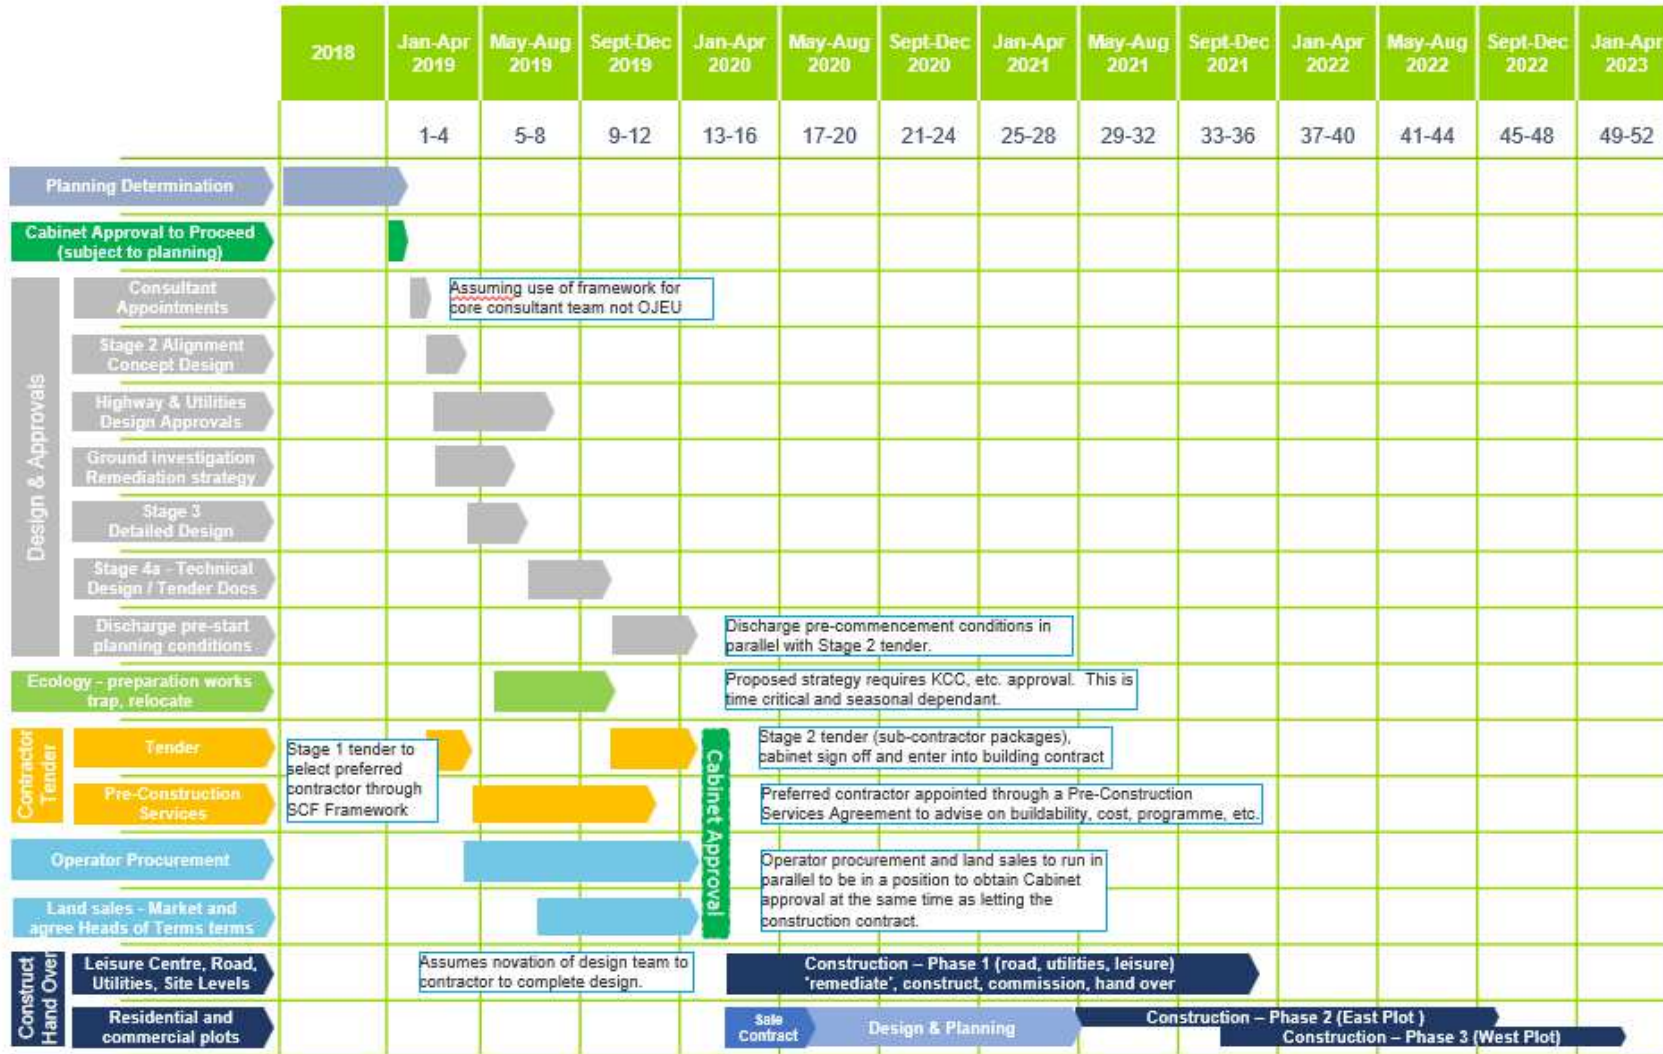 2018
Jan-Apr
2019
May-Aug
2019
Sept-Dec
2019
Jan-Apr
2020
May-Aug
2020
Sept-Dec
2020
Jan-Apr
2021
May-Aug
2021
Sept-Dec
2021
Jan-Apr
2022
May-Aug
2022
Sept-Dec
2022
Jan-Apr
2023
1-4
5-8
9-12
13-16
17-20
21-24
25-28
29-32
33-36
37-40
41-44
45-48
49-52
Planning Determination
Cabinet Approval to Proceed
(subject to planning)
Design & Approvals
Consultant
Appointments
Assuming use of framework for
core consultant team not OJEU
Stage 2 Alignment
Concept Design
Highway & Utilities
Design Approvals
Ground investigation
Remediation strategy
Stage 3
Detailed Design
Stage 4a - Technical
Design / Tender Docs
Discharge pre-start
planning conditions
Discharge pre-commencement conditions in
parallel with Stage 2 tender.
Ecology - preparation works
trap, relocate
Proposed strategy requires KCC, etc. approval. This is
time critical and seasonal dependant.
Contractor
Tender
Tender
Stage 1 tender to
select preferred
contractor through
SCF Framework
Cabinet Approval
Stage 2 tender (sub-contractor packages),
cabinet sign off and enter into building contract
Pre-Construction
Services
Preferred contractor appointed through a Pre-Construction
Services Agreement to advise on buildability, cost, programme, etc.
Operator Procurement
Operator procurement and land sales to run in
parallel to be in a position to obtain Cabinet
approval at the same time as letting the
construction contract.
Land sales - Market and
agree Heads of Terms terms
Construct
Hand Over
Leisure Centre, Road,
Utilities, Site Levels
Assumes novation of design team to
contractor to complete design.
Construction – Phase 1 (road, utilities, leisure)
'remediate', construct, commission, hand over
Residential and
commercial plots
Sale
Contract
Design & Planning
Construction – Phase 2 (East Plot )
Construction – Phase 3 (West Plot)